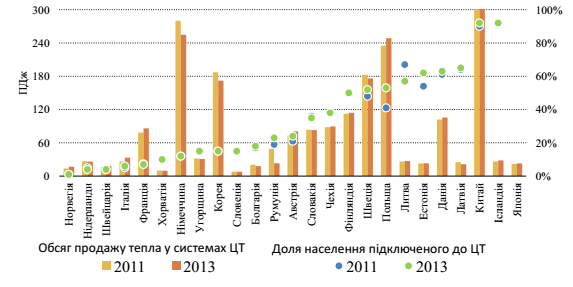 300
240
180
120
60
0
ПДж
100%
80%
60%
40%
20%
0%
Норвегія
Нідерланди
Швейцарія
Італія
Франція
Хорватія
Німеччина
Угорщина
Корея
Словенія
Болгарія
Румунія
Австрія
Словакія
Чехія
Фінляндія
Швеція
Польща
Литва
Естонія
Данія
Латвія
Китай
Ісландія
Японія
Обсяг продажу тепла у системах ЦТ
Доля населення підключеного до ЦТ
2011 2013 2011 2013